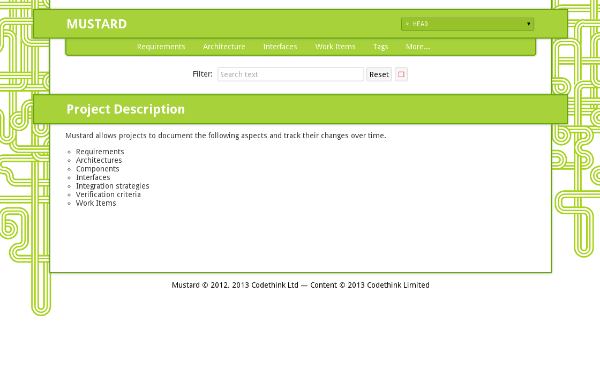 MUSTARD
HEAD
Requirements Architecture Interfaces Work Items Tags More...
Filter: Search text Reset
Project Description
Mustard allows projects to document the following aspects and track their changes over time.
Requirements
Architectures
Components
Interfaces
Integration strategies
Verification criteria
Work Items
Mustard © 2012, 2013 Codethink Ltd — Content © 2013 Codethink Limited